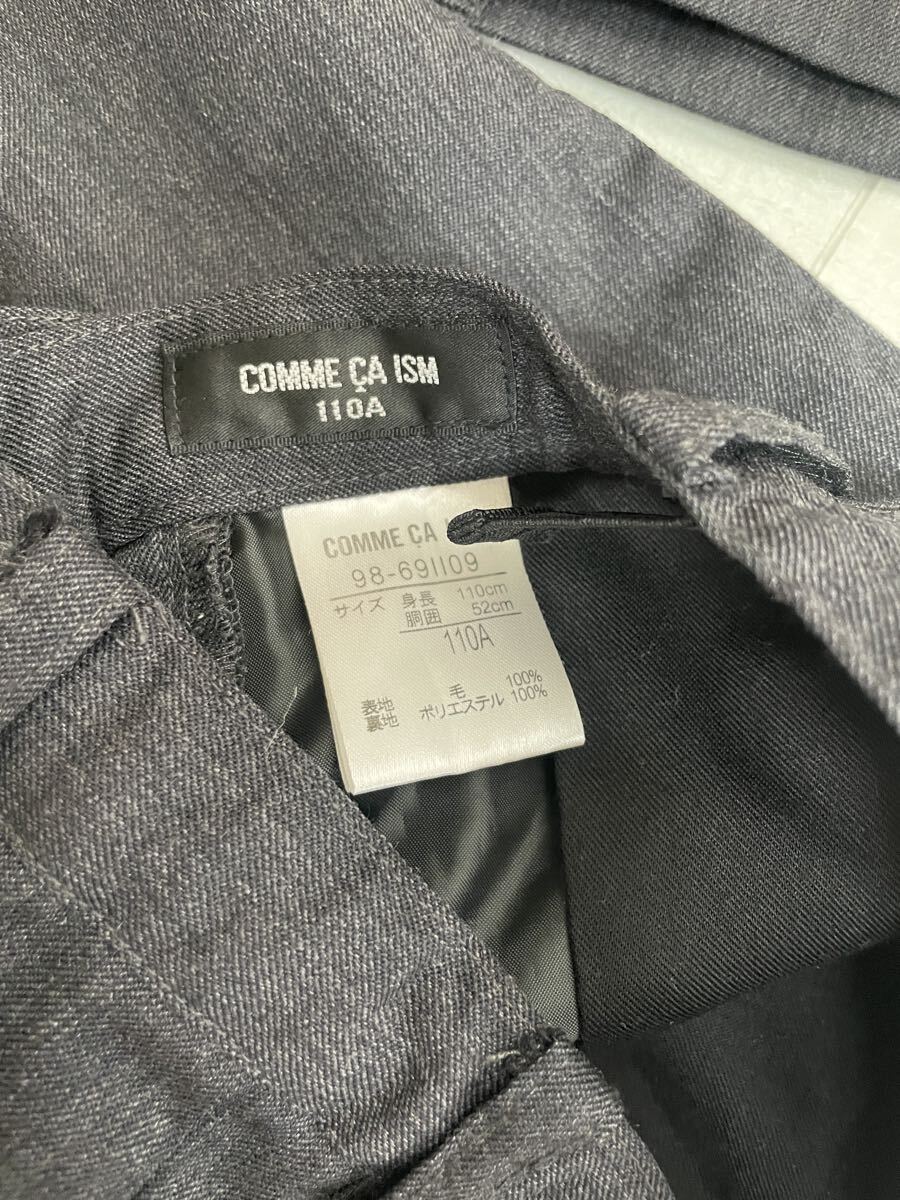 COMME ÇA ISM
110A
COMME ÇA
98-691109
サイズ 身長 110cm
胴囲 52cm
110A
表地 毛 100%
裏地 ポリエステル 100%